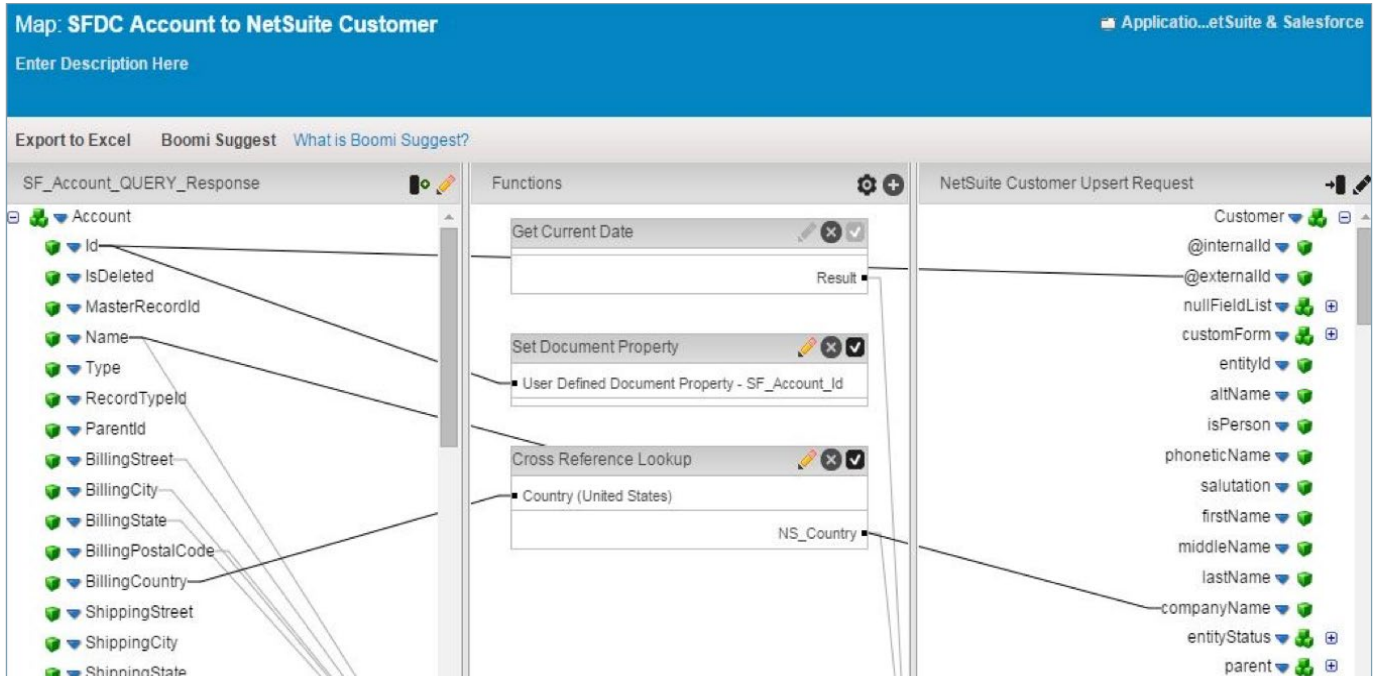 Map: SFDC Account to NetSuite Customer
Applicatio...etSuite & Salesforce
Enter Description Here
Export to Excel
Boomi Suggest
What is Boomi Suggest?
SF_Account_QUERY_Response
Account
Id
IsDeleted
MasterRecordId
Name
Type
RecordTypeId
ParentId
BillingStreet
BillingCity
BillingState
BillingPostalCode
BillingCountry
ShippingStreet
ShippingCity
ShippingState
Functions
Get Current Date
Result
Set Document Property
User Defined Document Property - SF_Account_Id
Cross Reference Lookup
Country (United States)
NS_Country
NetSuite Customer Upsert Request
Customer
@internalId
@externalId
nullFieldList
customForm
entityId
altName
isPerson
phoneticName
salutation
firstName
middleName
lastName
companyName
entityStatus
parent